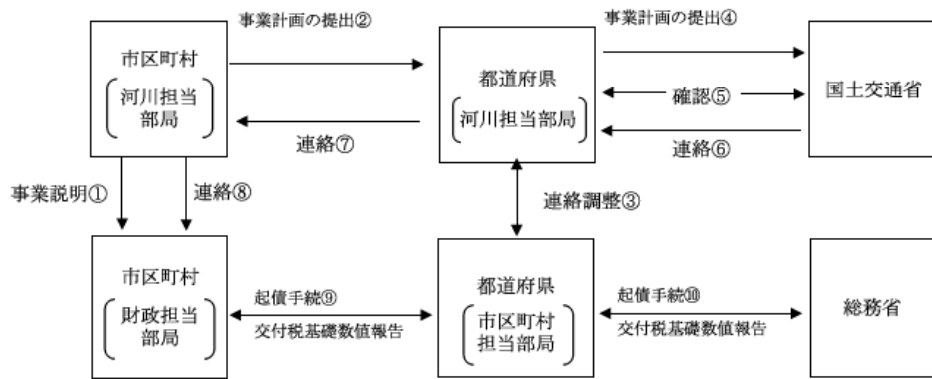 事業計画の提出②
事業計画の提出④
市区町村
河川担当
部局
都道府県
河川担当部局
国土交通省
確認⑤
連絡⑦
連絡⑥
事業説明①
連絡⑧
連絡調整③
市区町村
財政担当
部局
起債手続⑨
交付税基礎数値報告
都道府県
市区町村
担当部局
起債手続⑩
交付税基礎数値報告
総務省